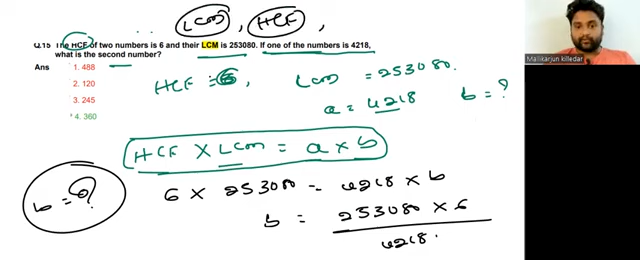 LCM, HCF,
Q.15 The HCF of two numbers is 6 and their LCM is 253080. If one of the numbers is 4218,
what is the second number?
Ans 1. 488
2. 120
3. 245
4. 360
HCF = 6, LCM = 253080.
a = 4218 b = ?
HCF X LCM = a x b
b = ?
6 x 253080 = 4218 x b
b = 253080 x 6
4218.
Mallikarjun killedar